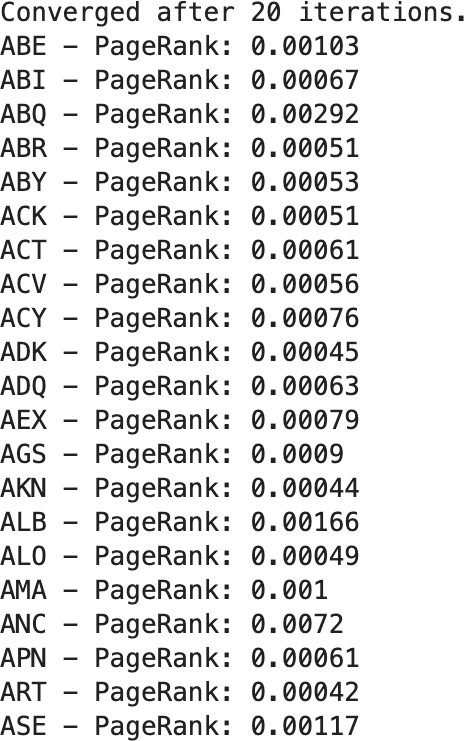 Converged after 20 iterations.
ABE – PageRank: 0.00103
ABI – PageRank: 0.00067
ABQ – PageRank: 0.00292
ABR – PageRank: 0.00051
ABY – PageRank: 0.00053
ACK – PageRank: 0.00051
ACT – PageRank: 0.00061
ACV – PageRank: 0.00056
ACY – PageRank: 0.00076
ADK – PageRank: 0.00045
ADQ – PageRank: 0.00063
AEX – PageRank: 0.00079
AGS – PageRank: 0.0009
AKN – PageRank: 0.00044
ALB – PageRank: 0.00166
ALO – PageRank: 0.00049
AMA – PageRank: 0.001
ANC – PageRank: 0.0072
APN – PageRank: 0.00061
ART – PageRank: 0.00042
ASE – PageRank: 0.00117